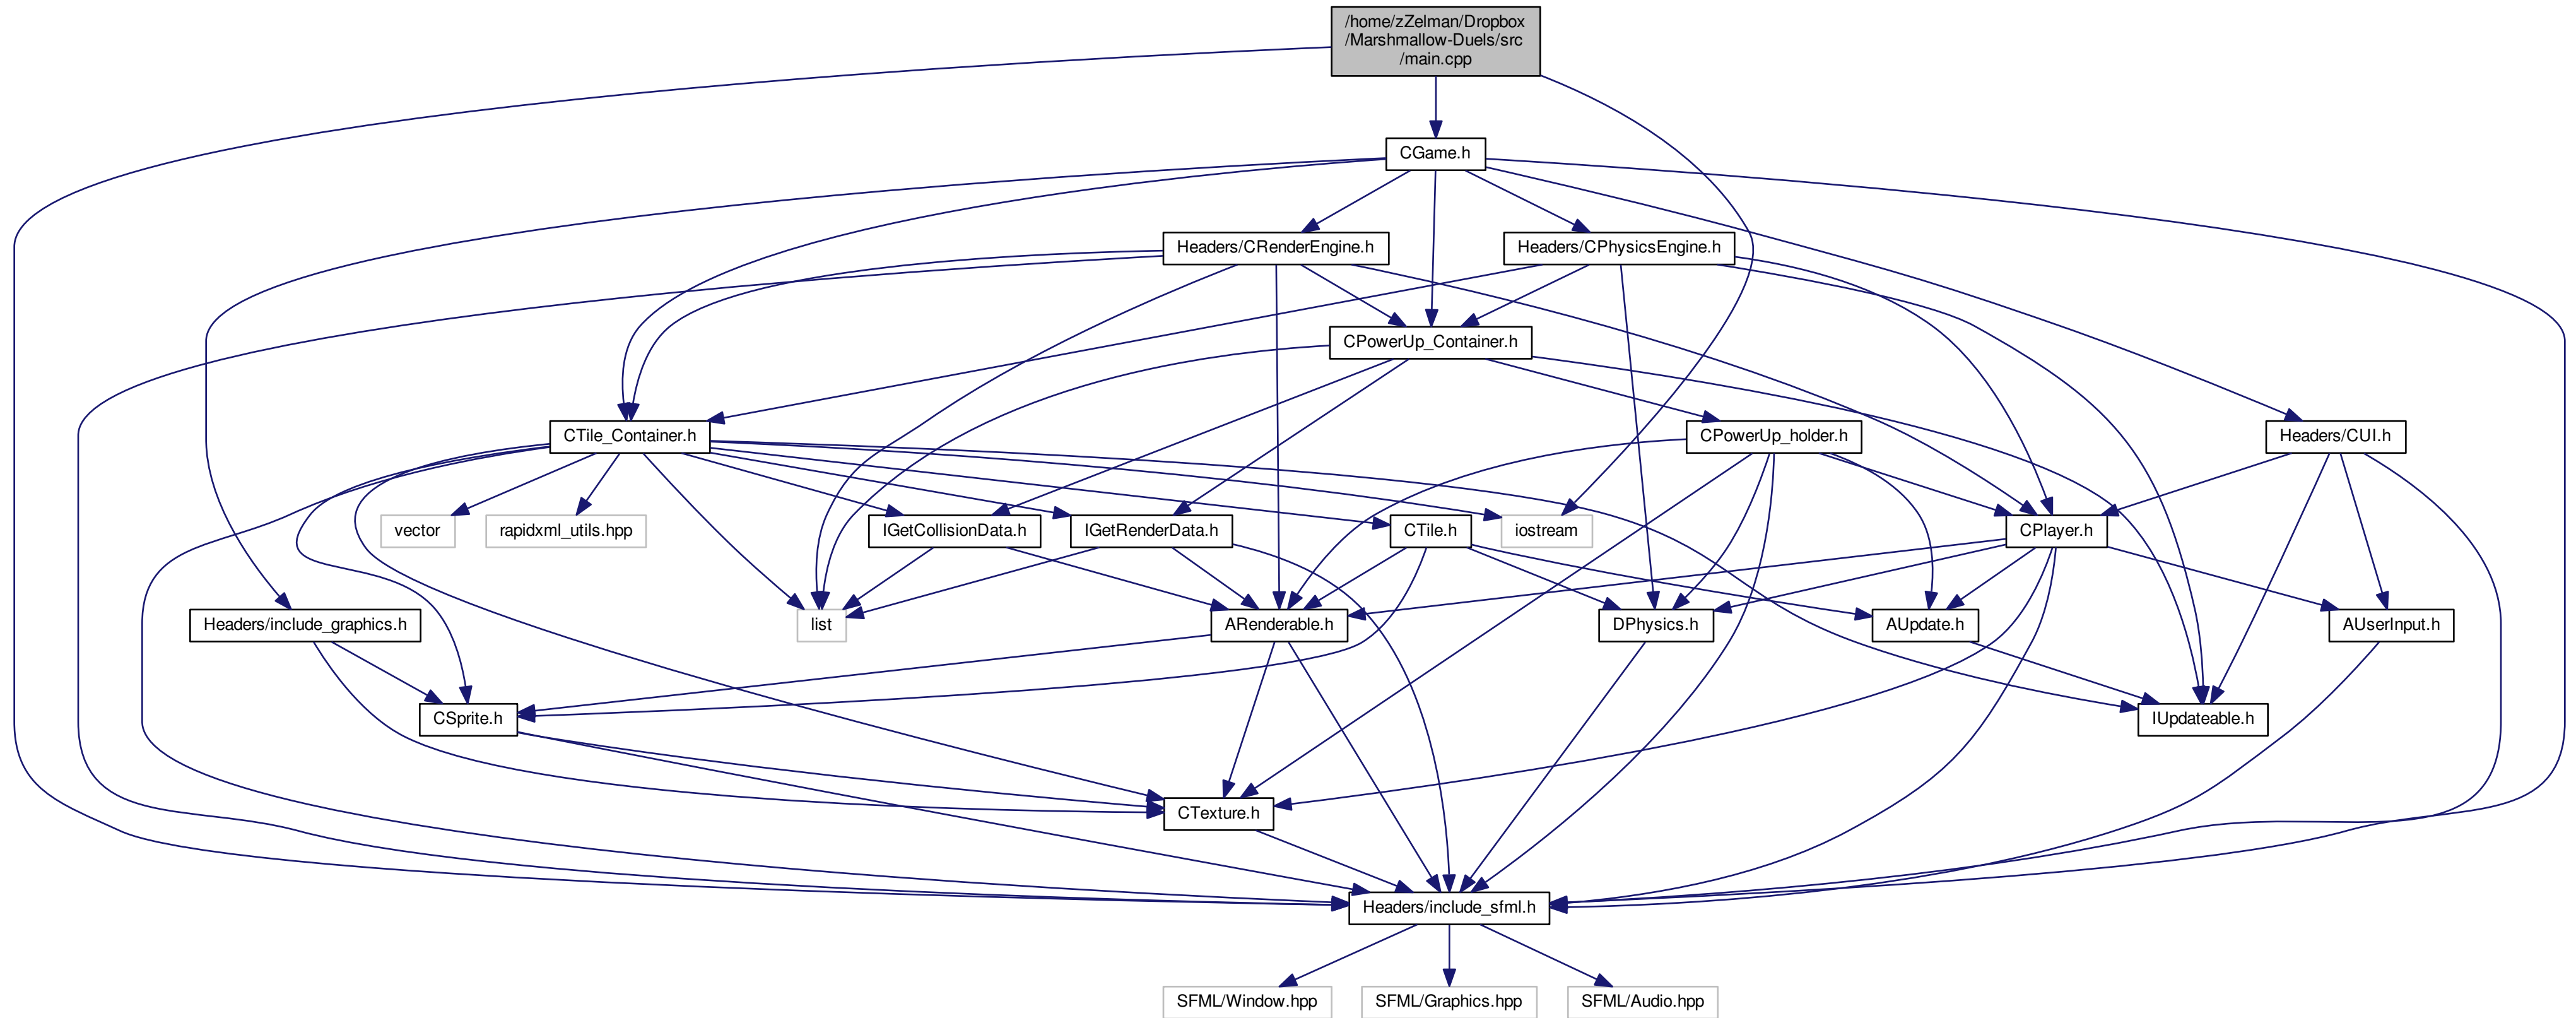 /home/zZelman/Dropbox
/Marshmallow-Duels/src
/main.cpp
CGame.h
Headers/CRenderEngine.h
Headers/CPhysicsEngine.h
CPowerUp_Container.h
CTile_Container.h
CPowerUp_holder.h
Headers/CUI.h
vector
rapidxml_utils.hpp
IGetCollisionData.h
IGetRenderData.h
CTile.h
iostream
CPlayer.h
Headers/include_graphics.h
list
ARenderable.h
DPhysics.h
AUpdate.h
AUserInput.h
CSprite.h
IUpdateable.h
CTexture.h
Headers/include_sfml.h
SFML/Window.hpp
SFML/Graphics.hpp
SFML/Audio.hpp